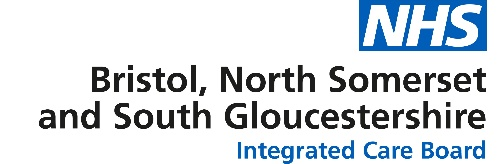 NHS
Bristol, North Somerset
and South Gloucestershire
Integrated Care Board